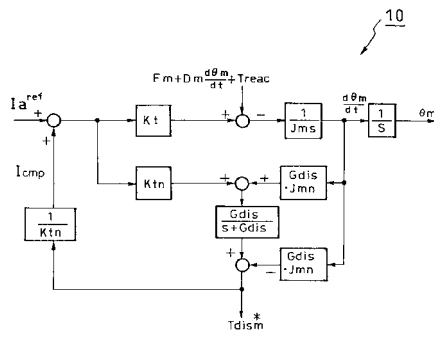 10
Fm+Dm dθm/dt +Treac
Ia^ref
+
+
Kt
+
−
1/Jms
dθm/dt
1/S
θm
Icmp
Ktn
+
+
Gdis
·Jmn
1/Ktn
Gdis/s+Gdis
+
−
Gdis
·Jmn
Tdism*